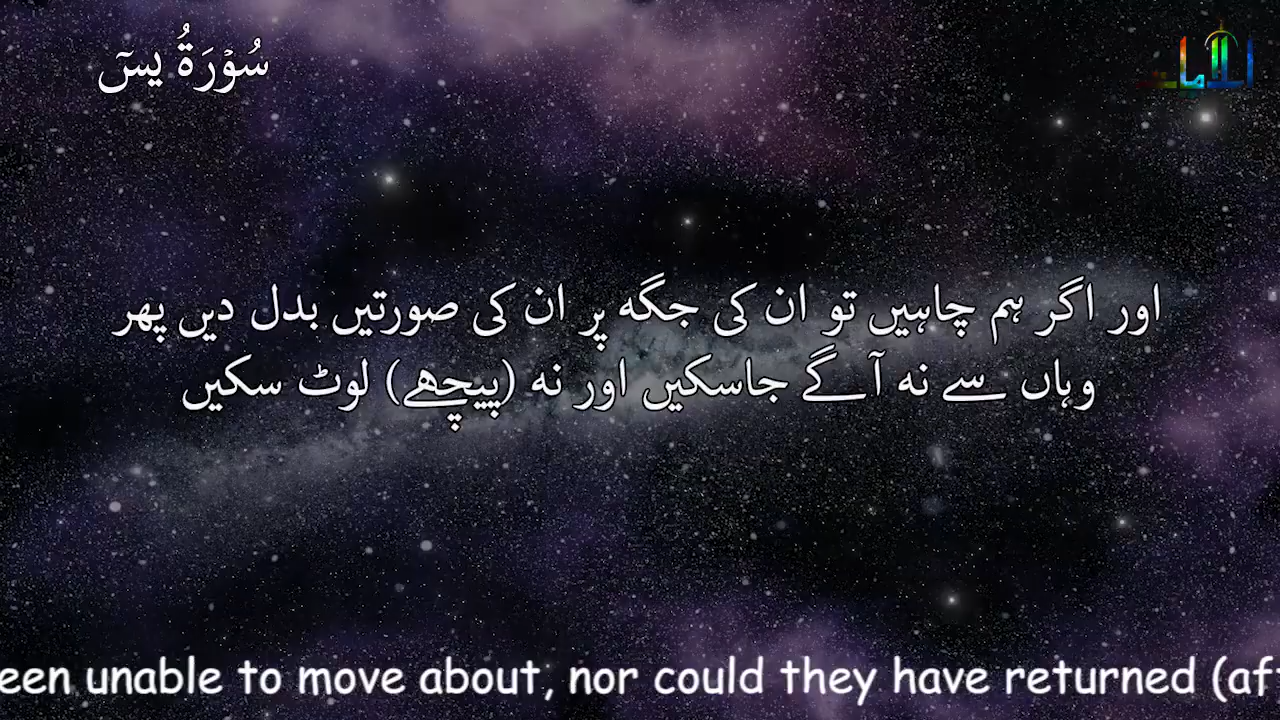 سُوْرَةُ يسٓ
اور اگر ہم چاہیں تو ان کی جگہ پر ان کی صورتیں بدل دیں پھر
وہاں سے نہ آگے جاسکیں اور نہ (پیچھے) لوٹ سکیں
een unable to move about, nor could they have returned (af